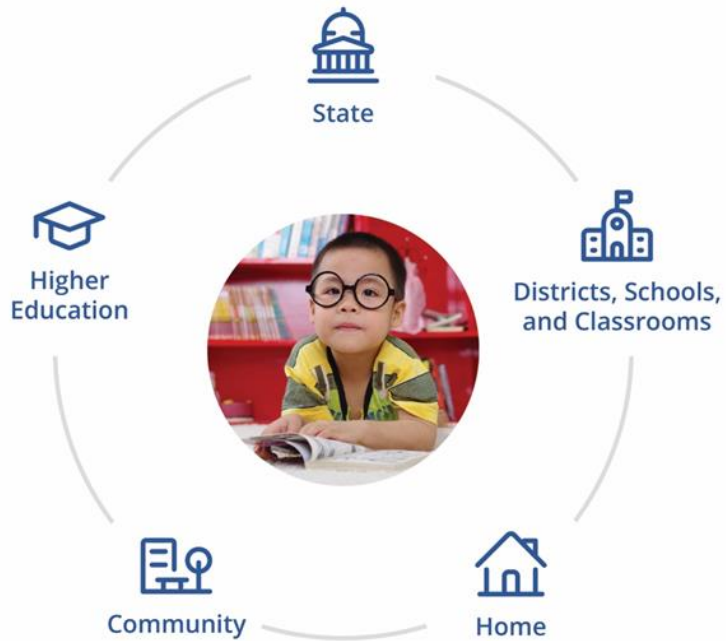 State
Higher
Education
Districts, Schools,
and Classrooms
Community
Home